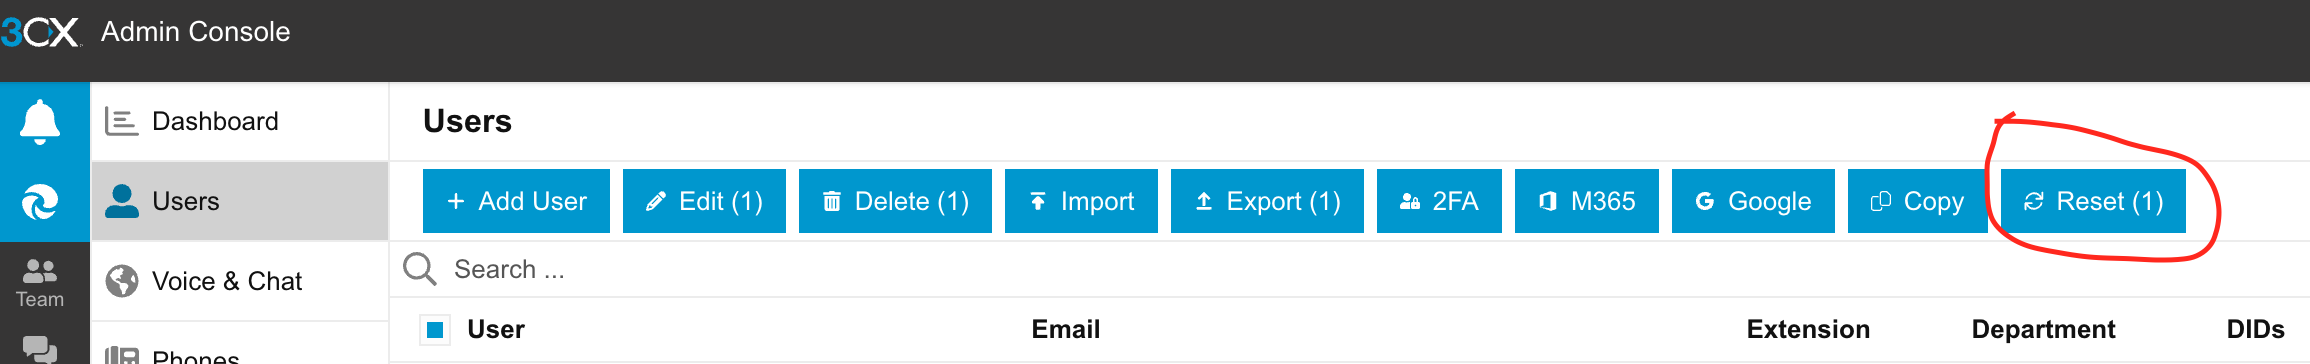 3CX Admin Console
Dashboard
Users
Users
+ Add User Edit (1) Delete (1) Import Export (1) 2FA M365 Google Copy Reset (1)
Search ...
Voice & Chat
Team
User Email Extension Department DIDs
Phones